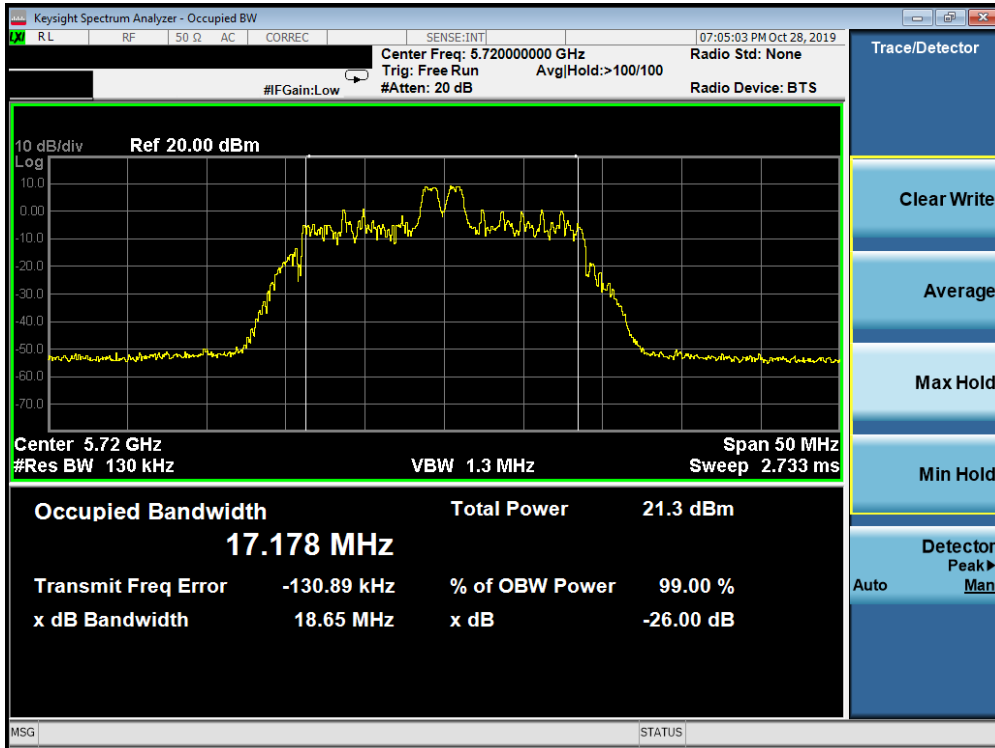 Keysight Spectrum Analyzer - Occupied BW
LXI RL RF 50 Ω AC CORREC SENSE:INT 07:05:03 PM Oct 28, 2019
Center Freq: 5.720000000 GHz Radio Std: None
Trig: Free Run Avg|Hold:>100/100
#IFGain:Low #Atten: 20 dB Radio Device: BTS
10 dB/div Ref 20.00 dBm
Log
10.0
0.00
-10.0
-20.0
-30.0
-40.0
-50.0
-60.0
-70.0
Center 5.72 GHz Span 50 MHz
#Res BW 130 kHz VBW 1.3 MHz Sweep 2.733 ms
Occupied Bandwidth Total Power 21.3 dBm
17.178 MHz
Transmit Freq Error -130.89 kHz % of OBW Power 99.00 %
x dB Bandwidth 18.65 MHz x dB -26.00 dB
MSG STATUS
Trace/Detector
Clear Write
Average
Max Hold
Min Hold
Detector
Peak▶
Auto Man